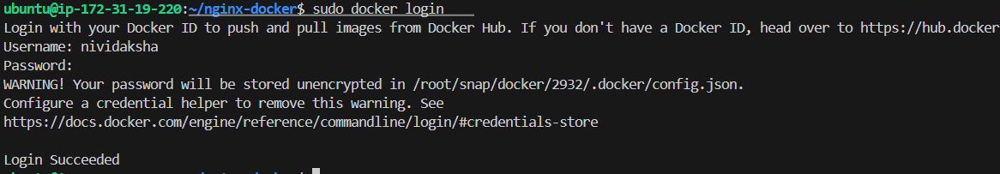 ubuntu@ip-172-31-19-220:~/nginx-docker$ sudo docker login
Login with your Docker ID to push and pull images from Docker Hub. If you don't have a Docker ID, head over to https://hub.docker
Username: nividaksha
Password:
WARNING! Your password will be stored unencrypted in /root/snap/docker/2932/.docker/config.json.
Configure a credential helper to remove this warning. See
https://docs.docker.com/engine/reference/commandline/login/#credentials-store
Login Succeeded